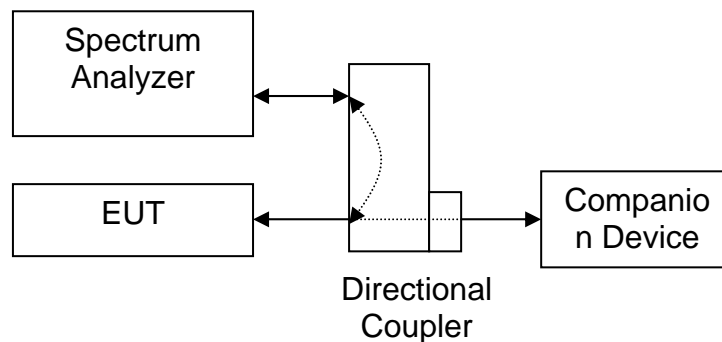 Spectrum
Analyzer
EUT
Companio
n Device
Directional
Coupler